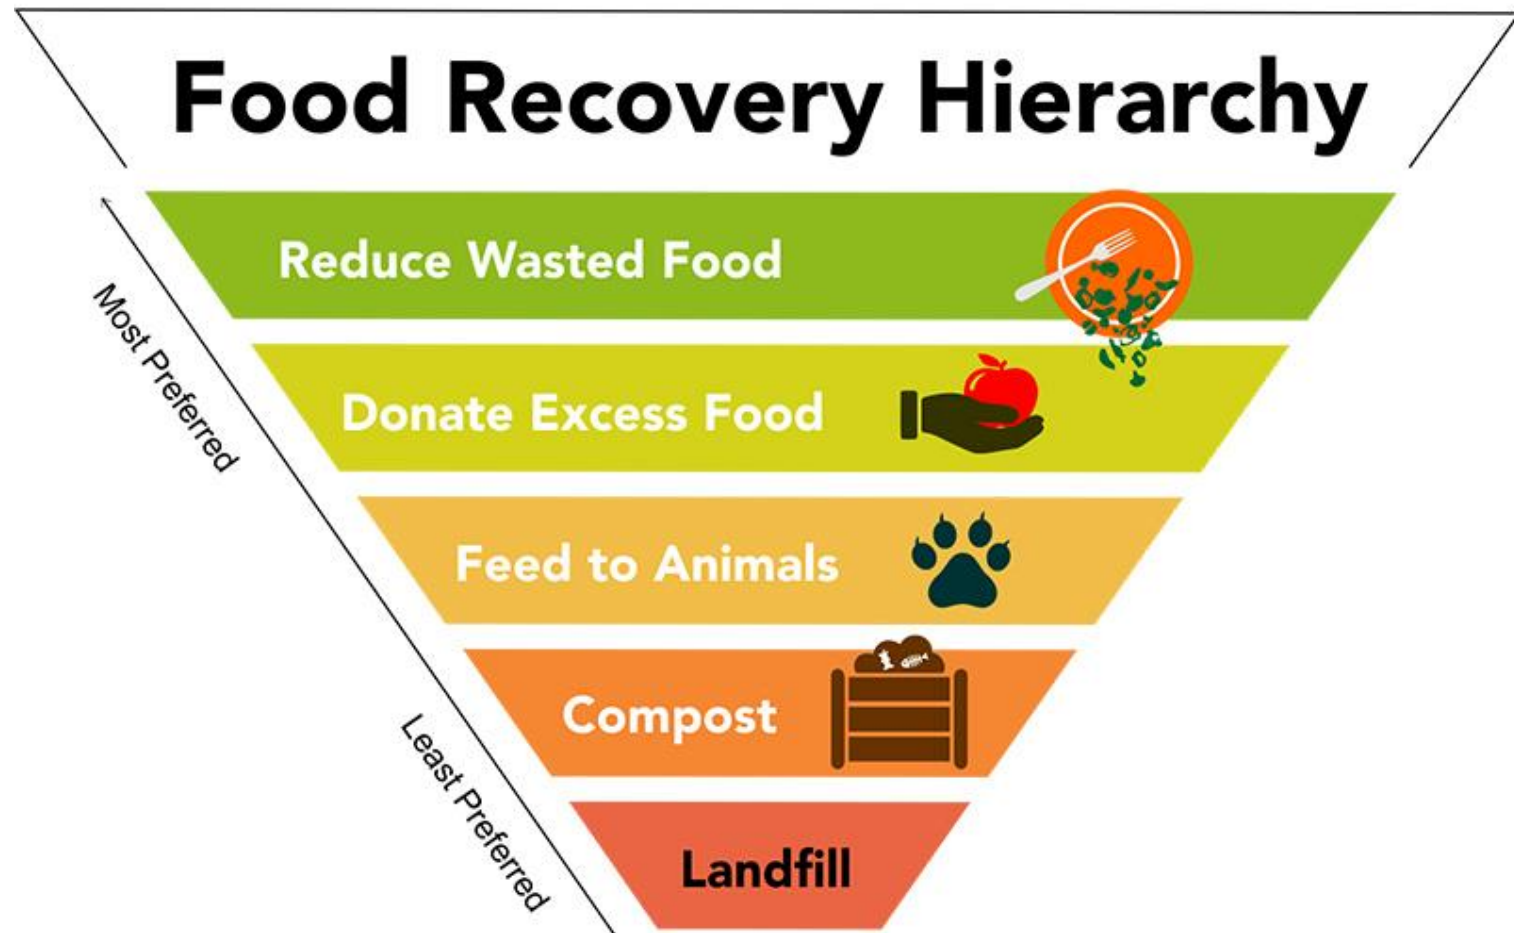 Food Recovery Hierarchy
Reduce Wasted Food
Most Preferred
Donate Excess Food
Feed to Animals
Compost
Least Preferred
Landfill